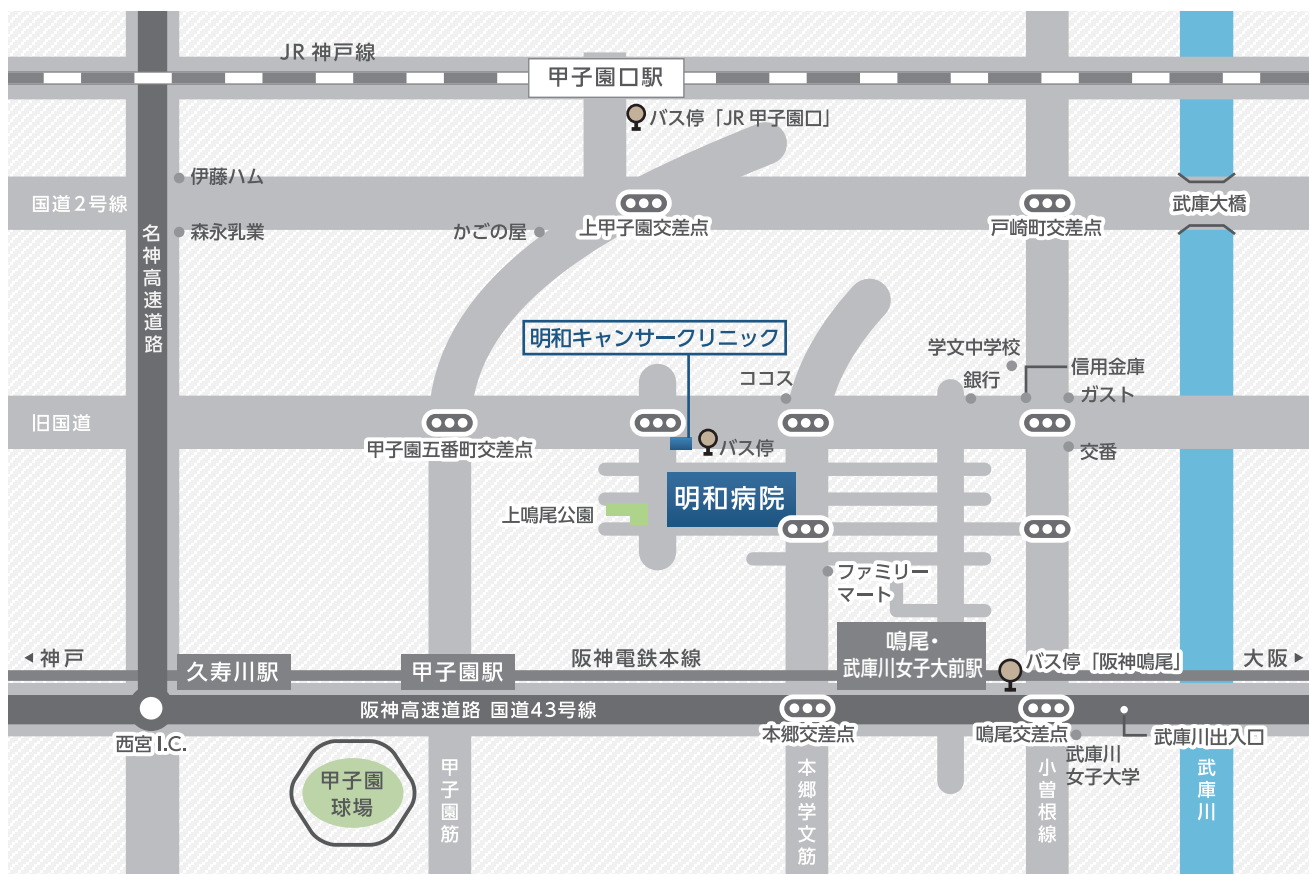 JR 神戸線
甲子園口駅
バス停「JR 甲子園口」
伊藤ハム
国道2号線
武庫大橋
上甲子園交差点
戸崎町交差点
森永乳業
かごの屋
名神高速道路
明和キャンサークリニック
学文中学校
信用金庫
ココス
銀行
ガスト
旧国道
甲子園五番町交差点
バス停
交番
明和病院
上鳴尾公園
ファミリー
マート
鳴尾・
武庫川女子大前駅
神戸
久寿川駅
甲子園駅
阪神電鉄本線
バス停「阪神鳴尾」
大阪
阪神高速道路 国道43号線
西宮I.C.
本郷交差点
鳴尾交差点
武庫川出入口
武庫川
女子大学
甲子園
球場
甲子園筋
本郷学文筋
小曽根線
武庫川